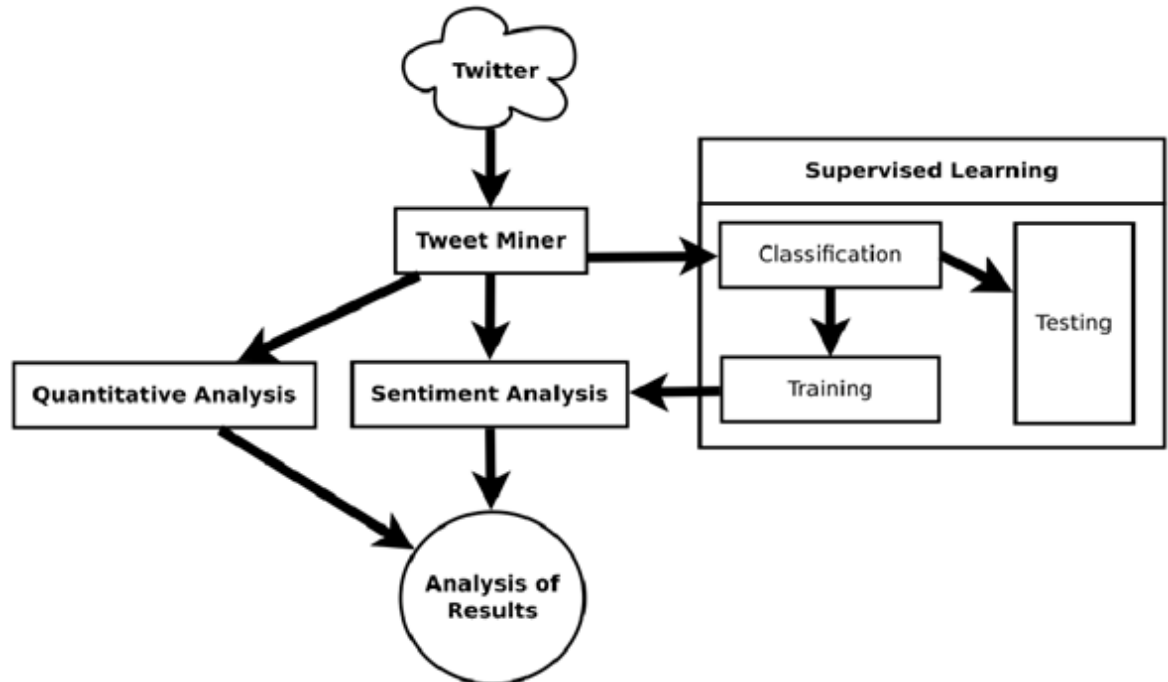 Twitter
Supervised Learning
Tweet Miner
Classification
Testing
Quantitative Analysis
Sentiment Analysis
Training
Analysis of
Results